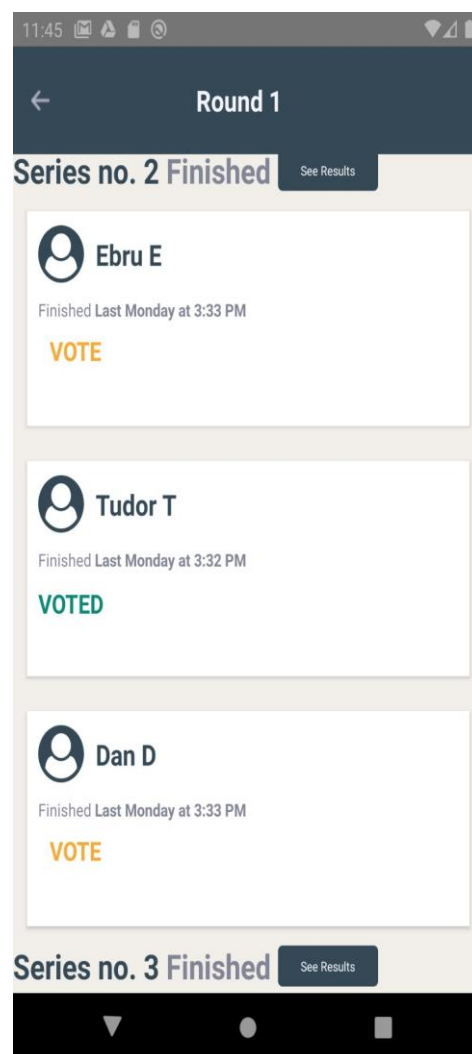 11:45
Round 1
Series no. 2 Finished See Results
Ebru E
Finished Last Monday at 3:33 PM
VOTE
Tudor T
Finished Last Monday at 3:32 PM
VOTED
Dan D
Finished Last Monday at 3:33 PM
VOTE
Series no. 3 Finished See Results